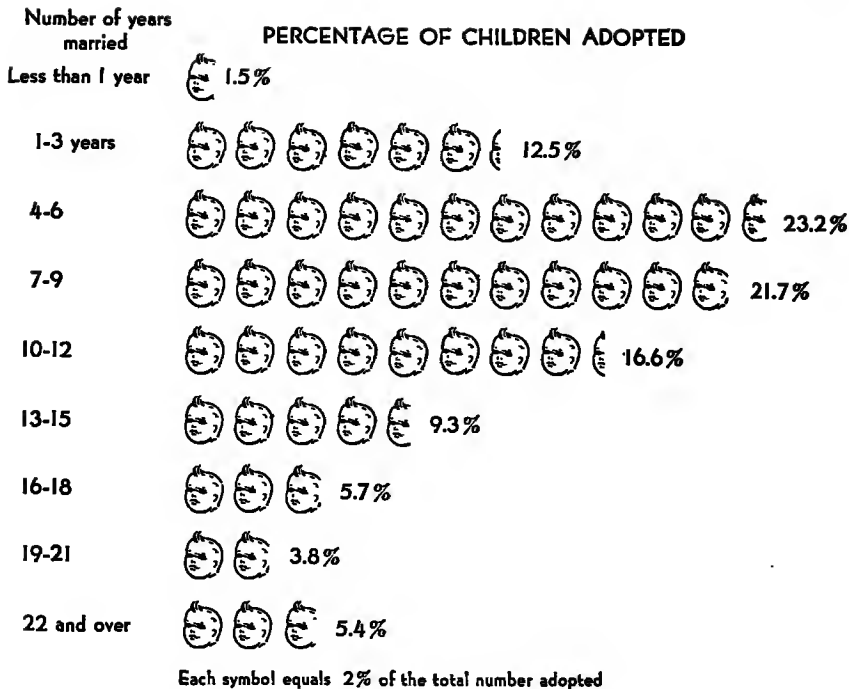 Number of years
married
PERCENTAGE OF CHILDREN ADOPTED
Less than 1 year 1.5%
1-3 years 12.5%
4-6 23.2%
7-9 21.7%
10-12 16.6%
13-15 9.3%
16-18 5.7%
19-21 3.8%
22 and over 5.4%
Each symbol equals 2% of the total number adopted